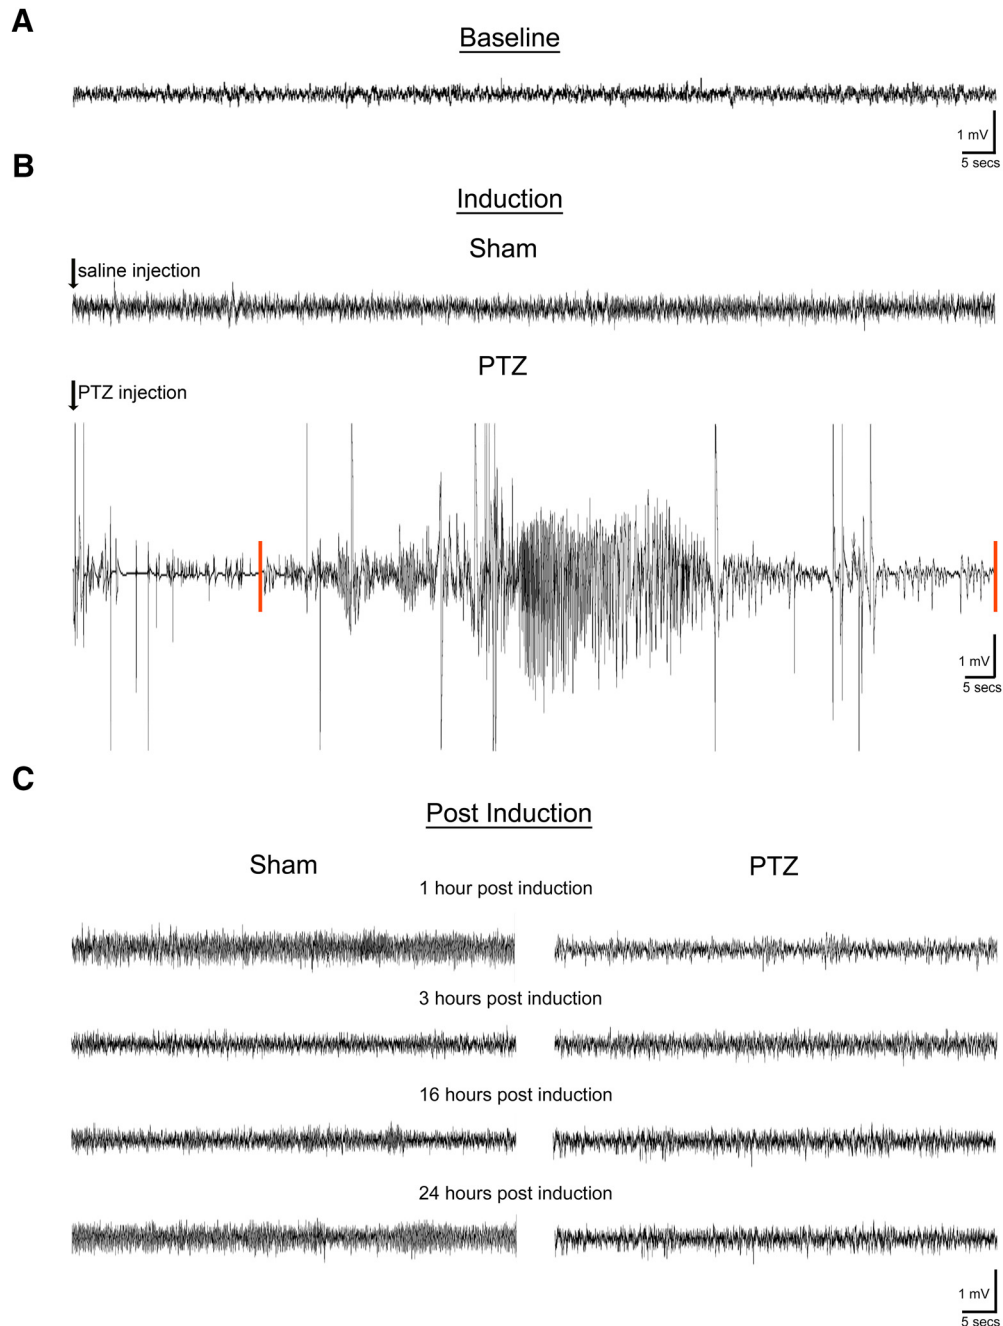 A
Baseline
1 mV
5 secs
B
Induction
Sham
saline injection
PTZ
PTZ injection
1 mV
5 secs
C
Post Induction
Sham
PTZ
1 hour post induction
3 hours post induction
16 hours post induction
24 hours post induction
1 mV
5 secs